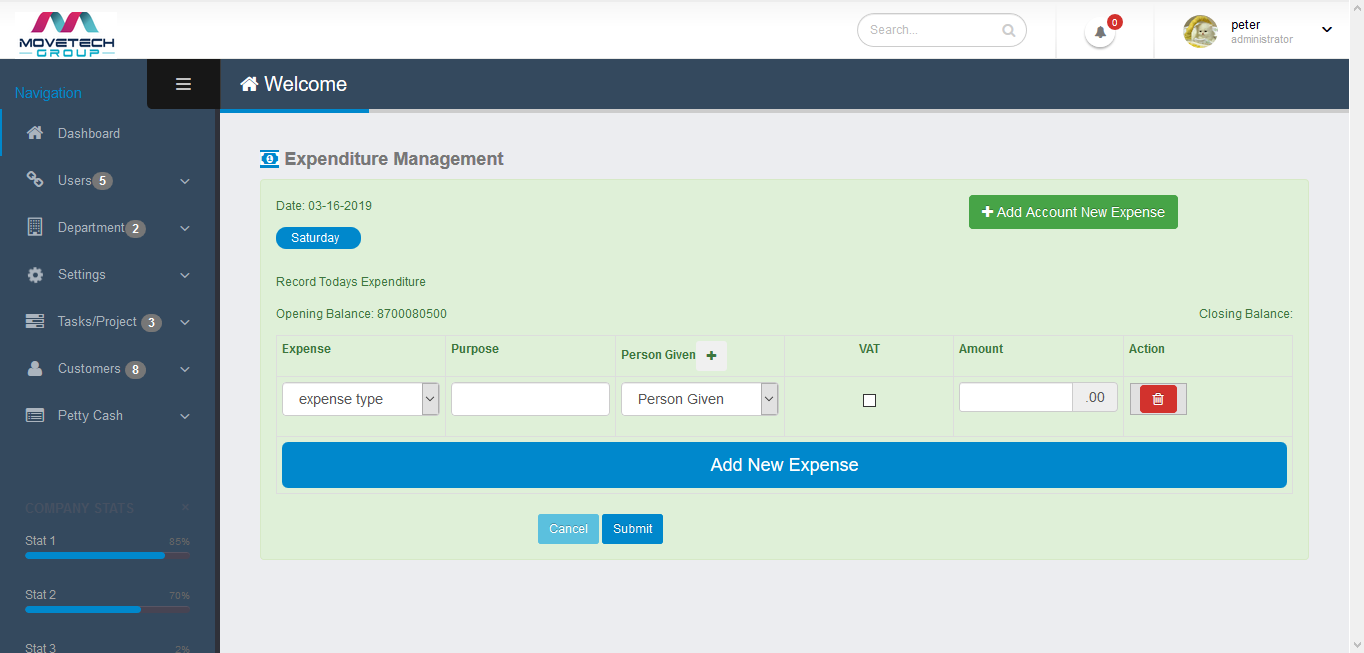 MOVETECH
GROUP
Search...
0
peter
administrator
Navigation
Welcome
Dashboard
Users 5
Department 2
Settings
Tasks/Project 3
Customers 8
Petty Cash
COMPANY STATS ×
Stat 1 85%
Stat 2 70%
Stat 3 2%
Expenditure Management
Date: 03-16-2019
Add Account New Expense
Saturday
Record Todays Expenditure
Opening Balance: 8700080500 Closing Balance:
Expense Purpose Person Given VAT Amount Action
expense type Person Given .00
Add New Expense
Cancel Submit